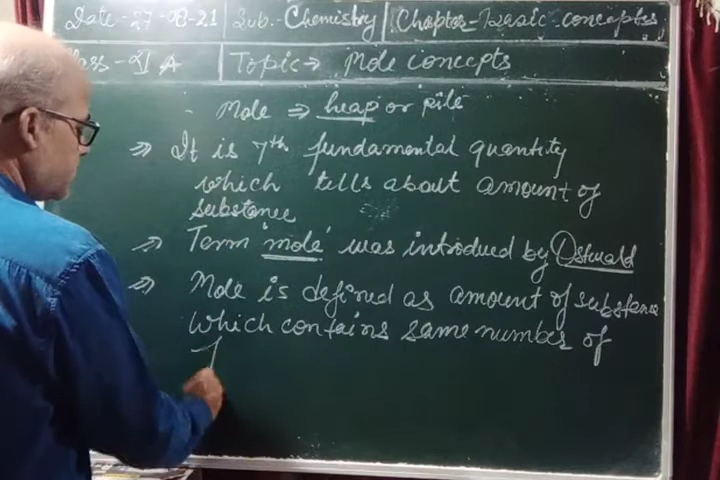 Date - 27-08-21 Sub.- Chemistry Chapter - Basic concepts
XI A Topic → Mole concepts
Mole ⇒ heap or pile
⇒ It is 7th fundamental quantity
which tells about amount of
substance
⇒ Term 'mole' was introduced by Ostwald
⇒ Mole is defined as amount of substance
which contains same number of